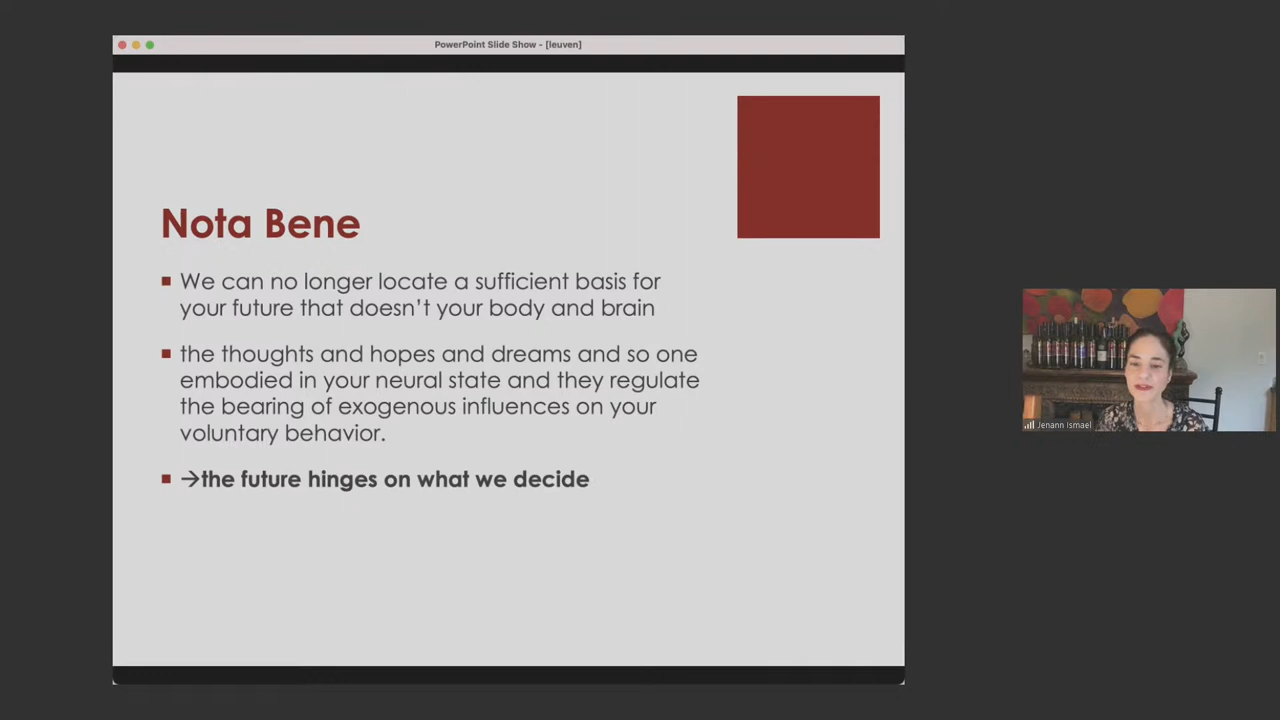 PowerPoint Slide Show - [leuven]
Nota Bene
We can no longer locate a sufficient basis for
your future that doesn't your body and brain
the thoughts and hopes and dreams and so one
embodied in your neural state and they regulate
the bearing of exogenous influences on your
voluntary behavior.
→the future hinges on what we decide
Jenann Ismael